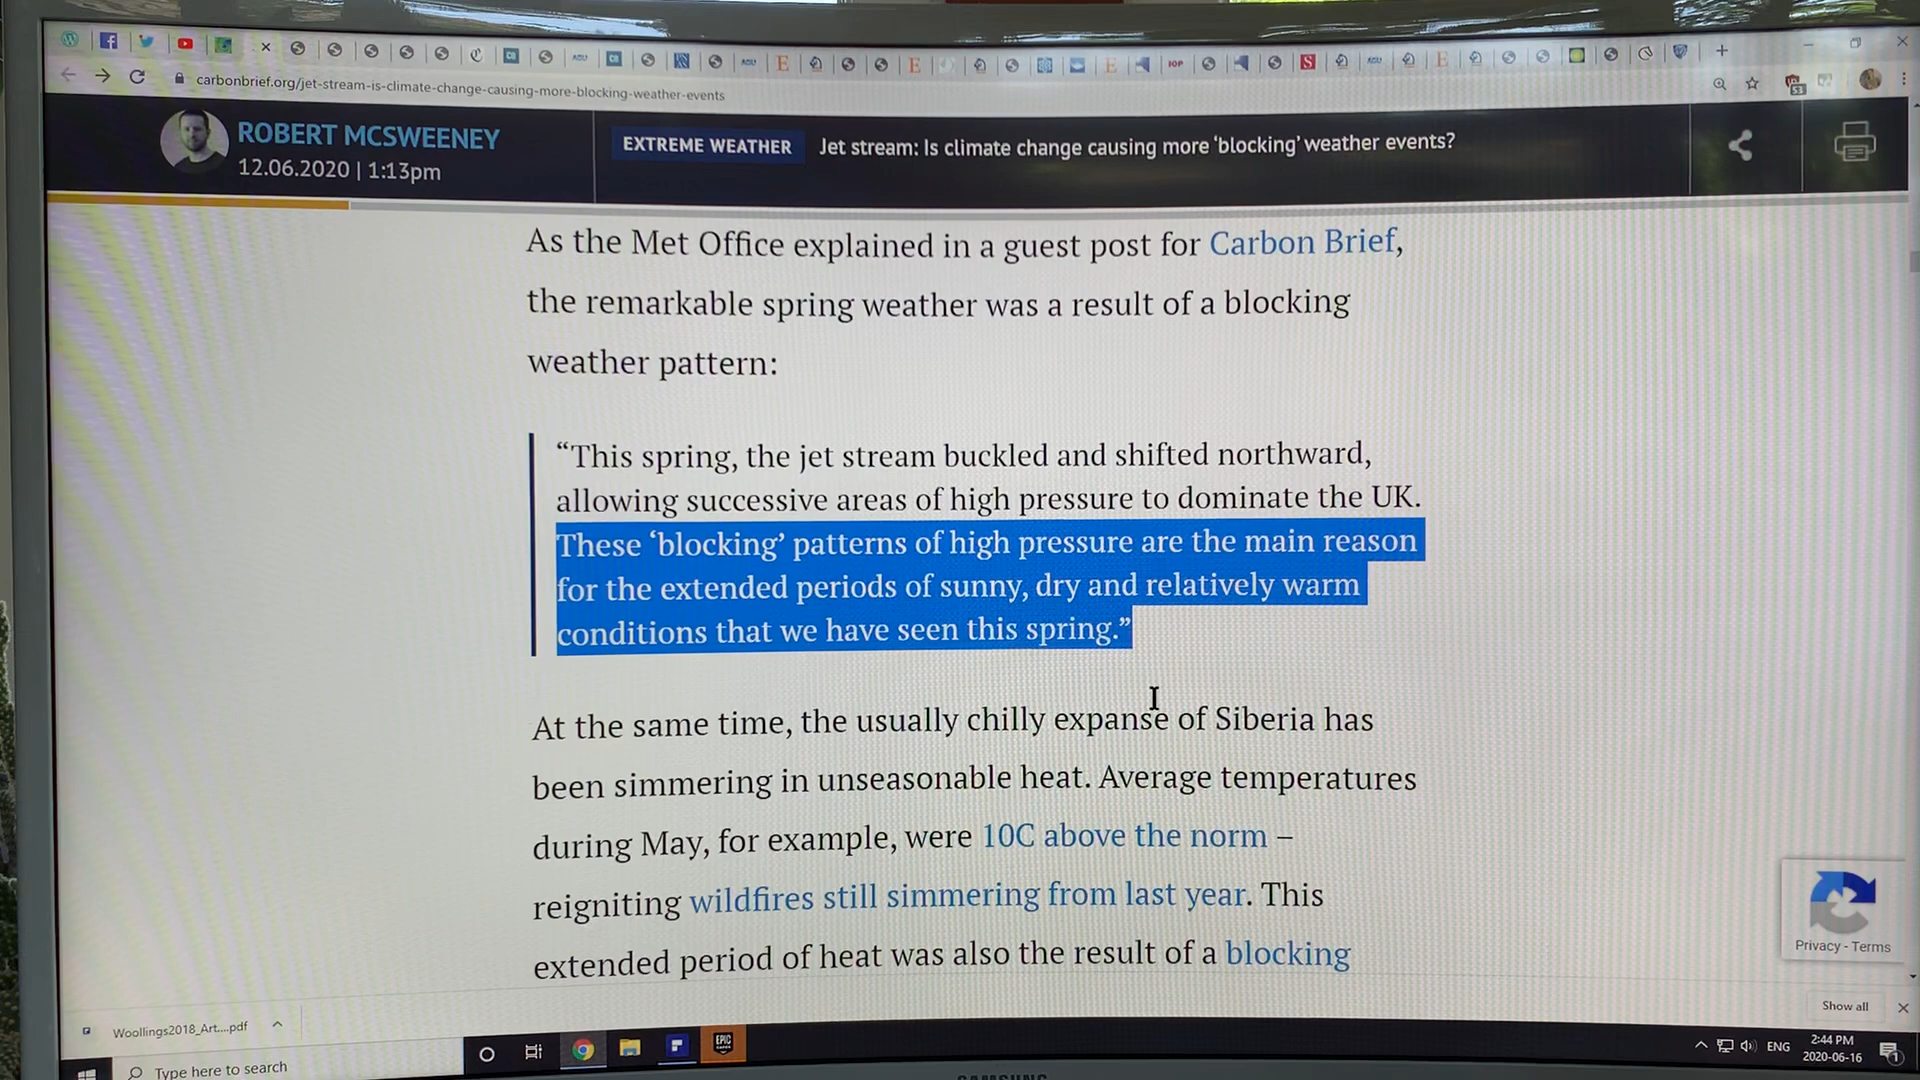 carbonbrief.org/jet-stream-is-climate-change-causing-more-blocking-weather-events
53
ROBERT MCSWEENEY
12.06.2020 | 1:13pm
EXTREME WEATHER
Jet stream: Is climate change causing more ‘blocking’ weather events?
As the Met Office explained in a guest post for Carbon Brief,
the remarkable spring weather was a result of a blocking
weather pattern:
“This spring, the jet stream buckled and shifted northward,
allowing successive areas of high pressure to dominate the UK.
These ‘blocking’ patterns of high pressure are the main reason
for the extended periods of sunny, dry and relatively warm
conditions that we have seen this spring.”
At the same time, the usually chilly expanse of Siberia has
been simmering in unseasonable heat. Average temperatures
during May, for example, were 10C above the norm –
reigniting wildfires still simmering from last year. This
extended period of heat was also the result of a blocking
Privacy - Terms
Woollings2018_Art....pdf
Show all
Type here to search
EPIC
GAMES
ENG
2:44 PM
2020-06-16
1